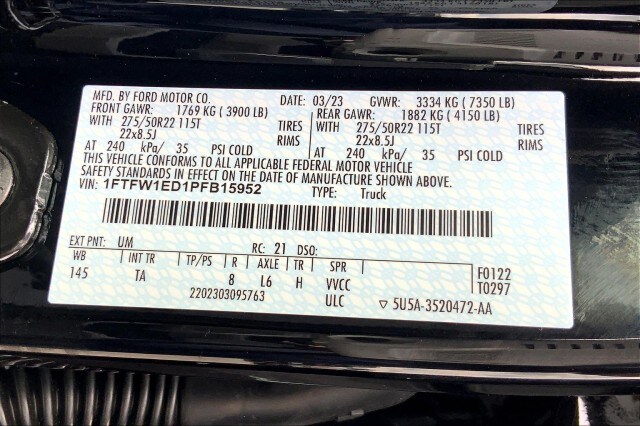 MFD. BY FORD MOTOR CO. DATE: 03/23 GVWR: 3334 KG ( 7350 LB)
FRONT GAWR: 1769 KG ( 3900 LB) REAR GAWR: 1882 KG ( 4150 LB)
WITH 275/50R22 115T TIRES WITH 275/50R22 115T TIRES
22x8.5J RIMS 22x8.5J RIMS
AT 240 kPa/ 35 PSI COLD AT 240 kPa/ 35 PSI COLD
THIS VEHICLE CONFORMS TO ALL APPLICABLE FEDERAL MOTOR VEHICLE
SAFETY STANDARDS IN EFFECT ON THE DATE OF MANUFACTURE SHOWN ABOVE.
VIN: 1FTFW1ED1PFB15952 TYPE: Truck
EXT PNT: UM RC: 21 DSO:
WB INT TR TP/PS R AXLE TR SPR F0122
145 TA 8 L6 H VVCC T0297
2202303095763 ULC ▽ 5U5A-3520472-AA